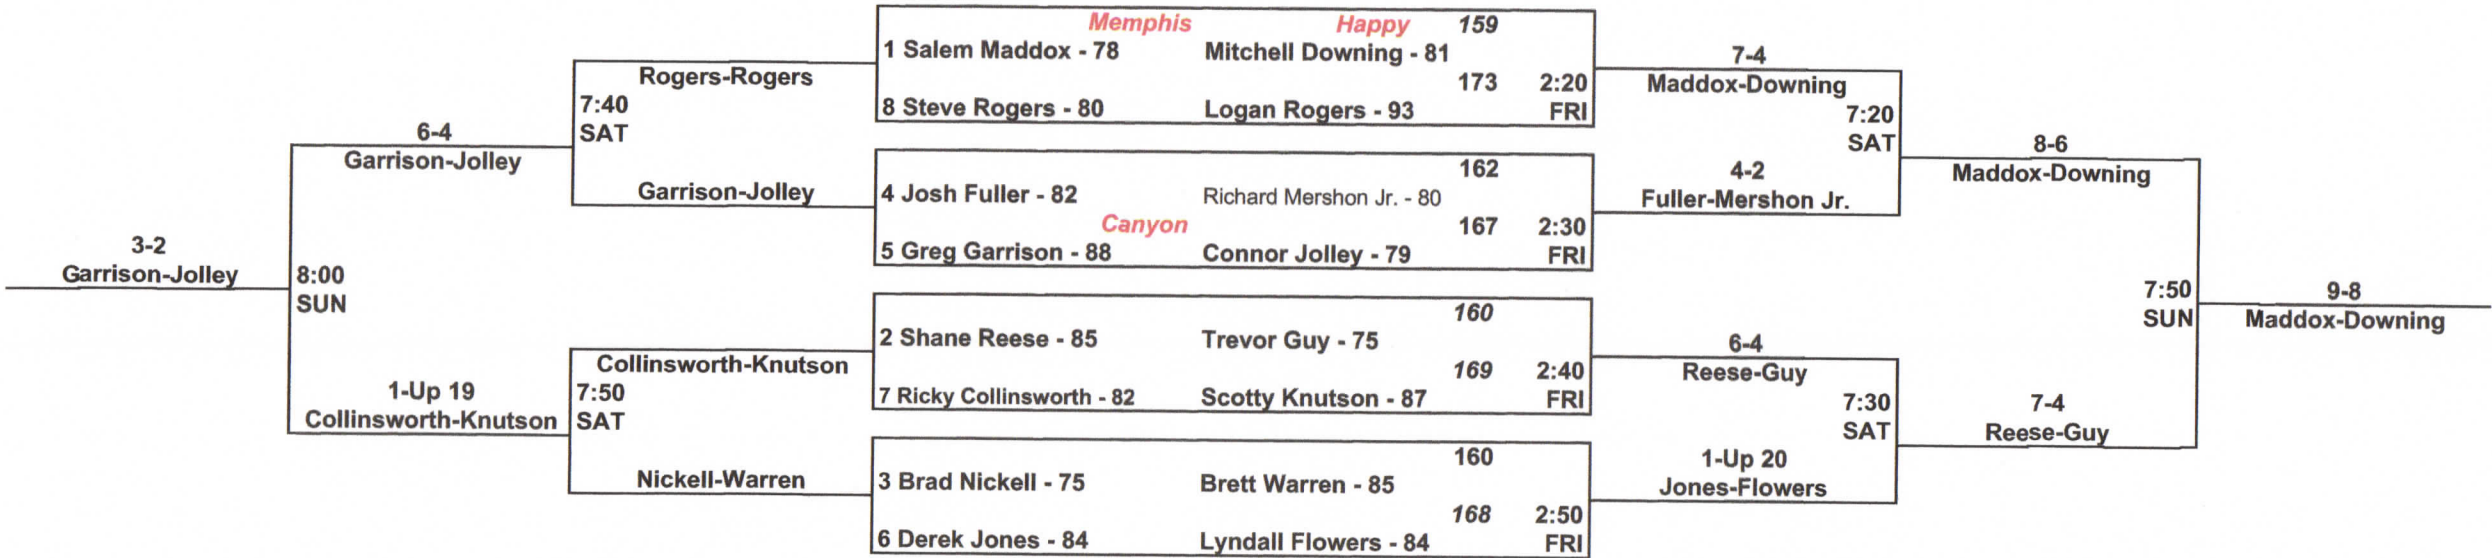 Memphis Happy 159
1 Salem Maddox - 78 Mitchell Downing - 81
173 2:20
8 Steve Rogers - 80 Logan Rogers - 93 FRI
162
4 Josh Fuller - 82 Richard Mershon Jr. - 80
Canyon 167 2:30
5 Greg Garrison - 88 Connor Jolley - 79 FRI
160
2 Shane Reese - 85 Trevor Guy - 75
169 2:40
7 Ricky Collinsworth - 82 Scotty Knutson - 87 FRI
160
3 Brad Nickell - 75 Brett Warren - 85
168 2:50
6 Derek Jones - 84 Lyndall Flowers - 84 FRI
Rogers-Rogers
7:40
SAT
Garrison-Jolley
Collinsworth-Knutson
7:50
SAT
Nickell-Warren
6-4
Garrison-Jolley
8:00
SUN
1-Up 19
Collinsworth-Knutson
3-2
Garrison-Jolley
7-4
Maddox-Downing
7:20
SAT
4-2
Fuller-Mershon Jr.
6-4
Reese-Guy
7:30
SAT
1-Up 20
Jones-Flowers
8-6
Maddox-Downing
7:50
SUN
7-4
Reese-Guy
9-8
Maddox-Downing